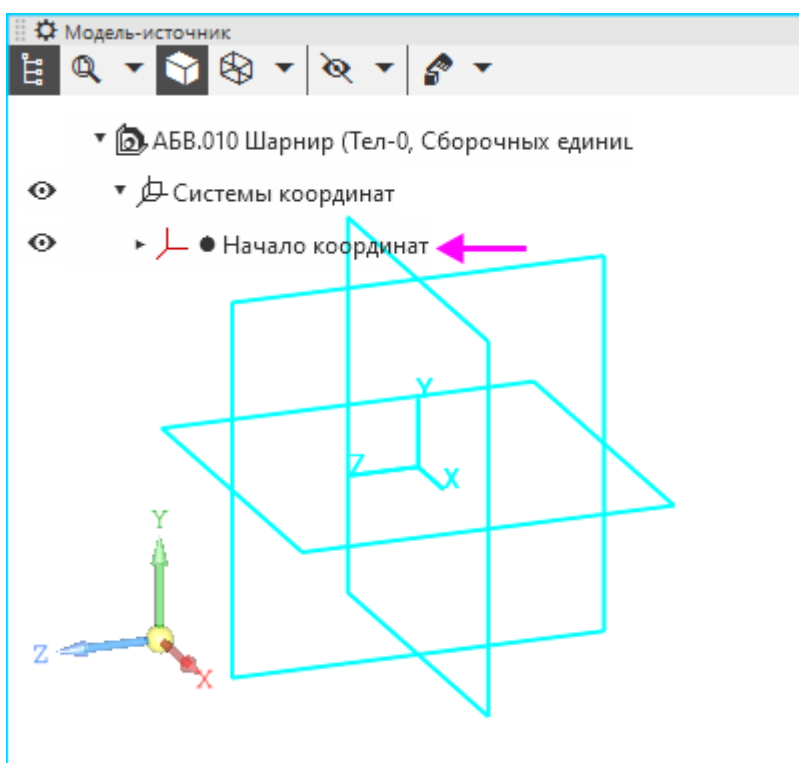 Модель-источник
АБВ.010 Шарнир (Тел-0, Сборочных единиц
Системы координат
Начало координат
Y
Z
X
Y
Z
X